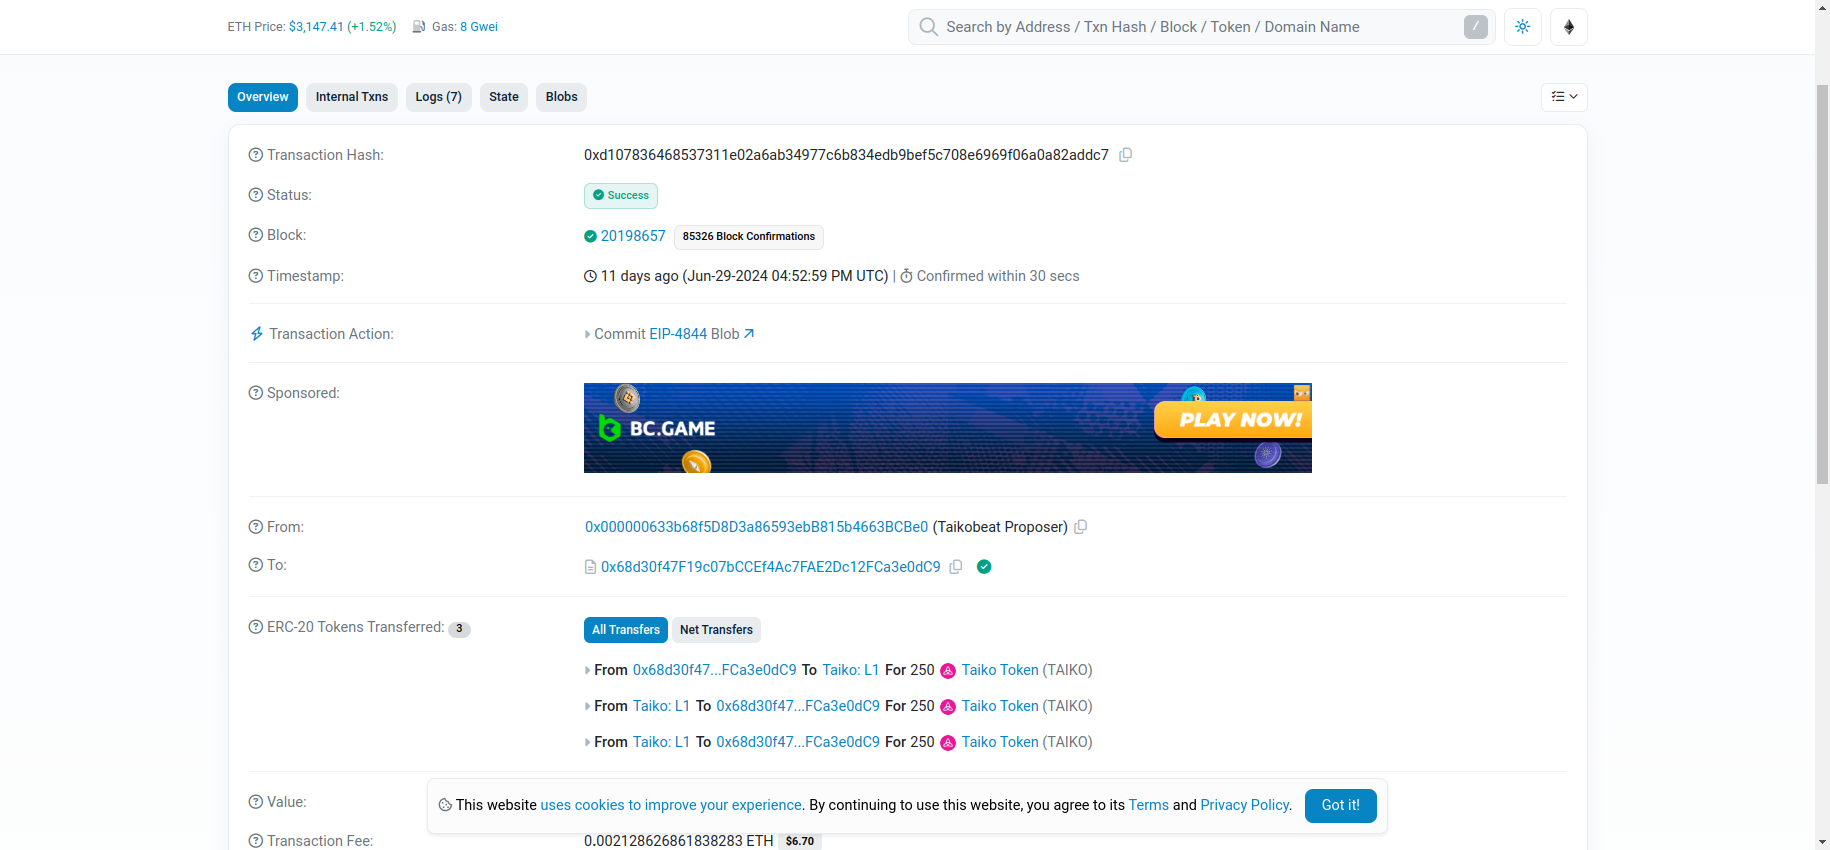 ETH Price: $3,147.41 (+1.52%) Gas: 8 Gwei
Search by Address / Txn Hash / Block / Token / Domain Name /
Overview Internal Txns Logs (7) State Blobs
Transaction Hash: 0xd107836468537311e02a6ab34977c6b834edb9bef5c708e6969f06a0a82addc7
Status: Success
Block: 20198657 85326 Block Confirmations
Timestamp: 11 days ago (Jun-29-2024 04:52:59 PM UTC) | Confirmed within 30 secs
Transaction Action: Commit EIP-4844 Blob
Sponsored:
BC.GAME PLAY NOW!
From: 0x000000633b68f5D8D3a86593ebB815b4663BCBe0 (Taikobeat Proposer)
To: 0x68d30f47F19c07bCCEf4Ac7FAE2Dc12FCa3e0dC9
ERC-20 Tokens Transferred: 3 All Transfers Net Transfers
From 0x68d30f47...FCa3e0dC9 To Taiko: L1 For 250 Taiko Token (TAIKO)
From Taiko: L1 To 0x68d30f47...FCa3e0dC9 For 250 Taiko Token (TAIKO)
From Taiko: L1 To 0x68d30f47...FCa3e0dC9 For 250 Taiko Token (TAIKO)
Value:
This website uses cookies to improve your experience. By continuing to use this website, you agree to its Terms and Privacy Policy. Got it!
Transaction Fee: 0.002128626861838283 ETH $6.70